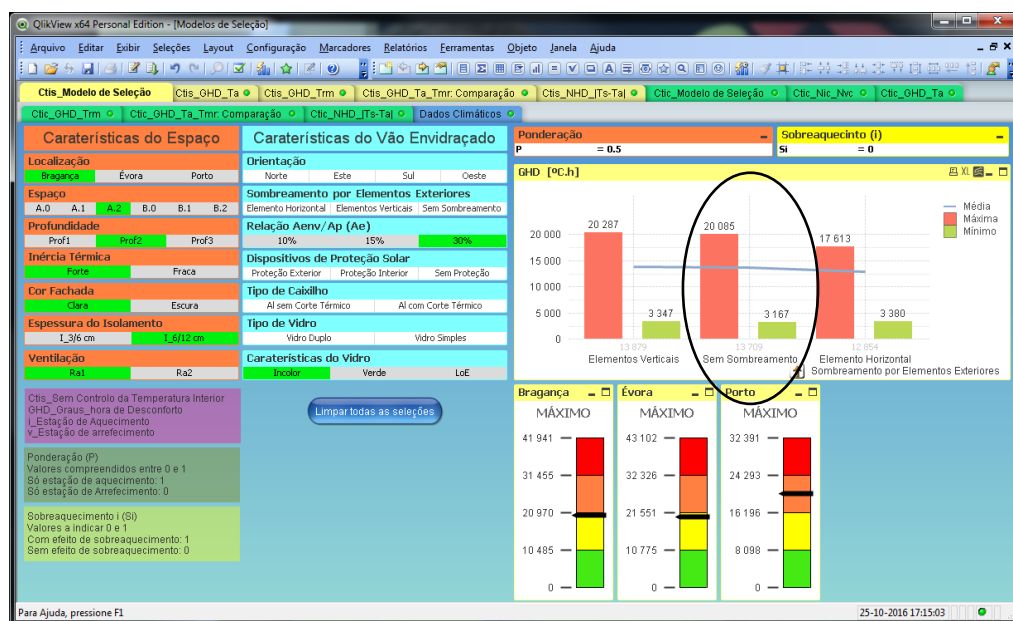 QlikView x64 Personal Edition - [Modelos de Seleção]
Arquivo Editar Exibir Seleções Layout Configuração Marcadores Relatórios Ferramentas Objeto Janela Ajuda
Ctis_Modelo de Seleção Ctis_GHD_Ta Ctis_GHD_Trm Ctis_GHD_Ta_Tmr: Comparação Ctis_NHD_|Ts-Ta| Ctic_Modelo de Seleção Ctic_Nic_Nvc Ctic_GHD_Ta
Ctic_GHD_Trm Ctic_GHD_Ta_Tmr: Comparação Ctic_NHD_|Ts-Ta| Dados Climáticos
Caraterísticas do Espaço
Localização
Bragança Évora Porto
Espaço
A.0 A.1 A.2 B.0 B.1 B.2
Profundidade
Prof1 Prof2 Prof3
Inércia Térmica
Forte Fraca
Cor Fachada
Clara Escura
Espessura do Isolamento
I_3/6 cm I_6/12 cm
Ventilação
Ra1 Ra2
Caraterísticas do Vão Envidraçado
Orientação
Norte Este Sul Oeste
Sombreamento por Elementos Exteriores
Elemento Horizontal Elementos Verticais Sem Sombreamento
Relação Aenv/Ap (Ae)
10% 15% 30%
Dispositivos de Proteção Solar
Proteção Exterior Proteção Interior Sem Proteção
Tipo de Caixilho
Al sem Corte Térmico Al com Corte Térmico
Tipo de Vidro
Vidro Duplo Vidro Simples
Caraterísticas do Vidro
Incolor Verde LoE
Ponderação
P = 0.5
Sobreaquecinto (i)
Si = 0
GHD [ºC.h]
XL
Média
Máxima
Mínimo
20 000
15 000
10 000
5 000
0
20 287 20 085 17 613
3 347 3 167 3 380
13 879 13 709 12 854
Elementos Verticais Sem Sombreamento Elemento Horizontal
Sombreamento por Elementos Exteriores
Ctis_Sem Controlo da Temperatura Interior
GHD_Graus_hora de Desconforto
i_Estação de Aquecimento
v_Estação de arrefecimento
Ponderação (P)
Valores compreendidos entre 0 e 1
Só estação de aquecimento: 1
Só estação de Arrefecimento: 0
Sobreaquecimento i (Si)
Valores a indicar 0 e 1
Com efeito de sobreaquecimento: 1
Sem efeito de sobreaquecimento: 0
Limpar todas as seleções
Bragança
MÁXIMO
41 941
31 455
20 970
10 485
0
Évora
MÁXIMO
43 102
32 326
21 551
10 775
0
Porto
MÁXIMO
32 391
24 293
16 196
8 098
0
Para Ajuda, pressione F1
25-10-2016 17:15:03